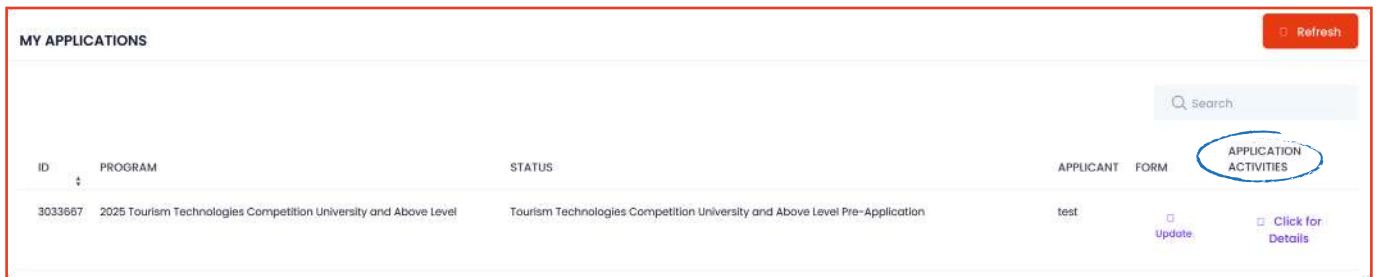 MY APPLICATIONS
Refresh
Search
ID PROGRAM STATUS APPLICANT FORM APPLICATION ACTIVITIES
3033667 2025 Tourism Technologies Competition University and Above Level Tourism Technologies Competition University and Above Level Pre-Application test
Update
Click for
Details